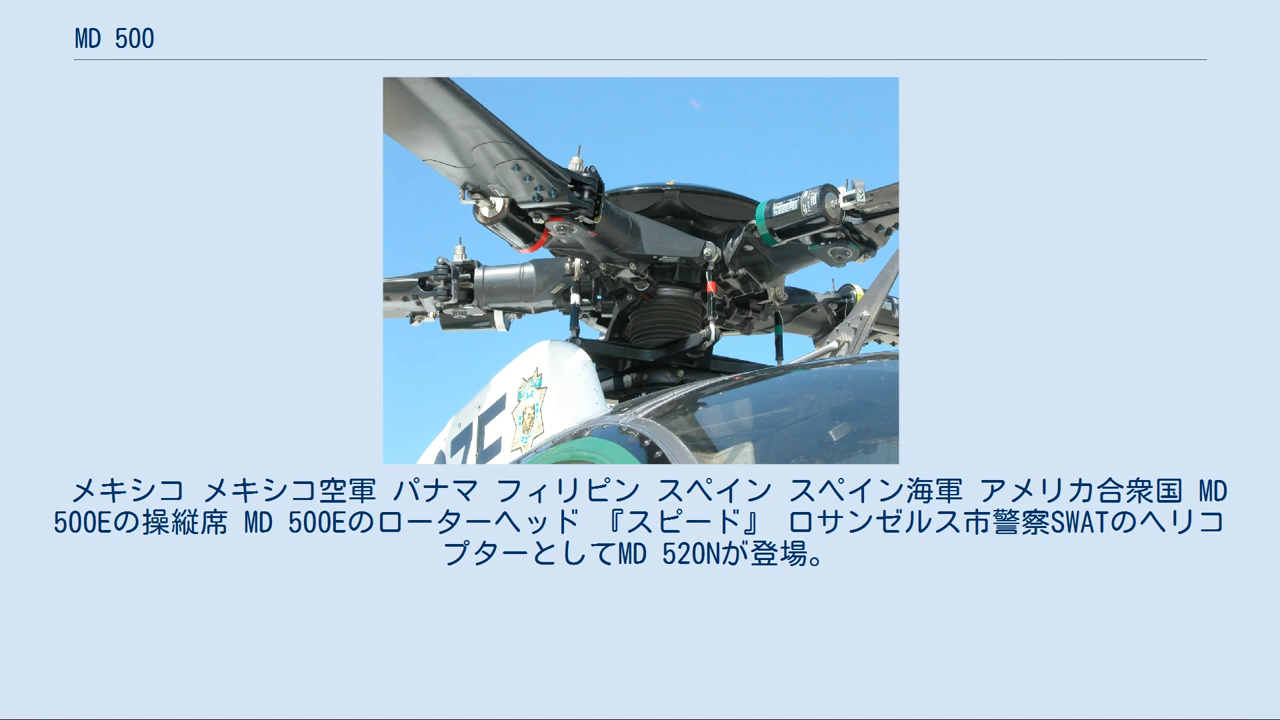 MD 500
7E
メキシコ メキシコ空軍 パナマ フィリピン スペイン スペイン海軍 アメリカ合衆国 MD
500Eの操縦席 MD 500Eのローターヘッド 『スピード』 ロサンゼルス市警察SWATのヘリコ
プターとしてMD 520Nが登場。